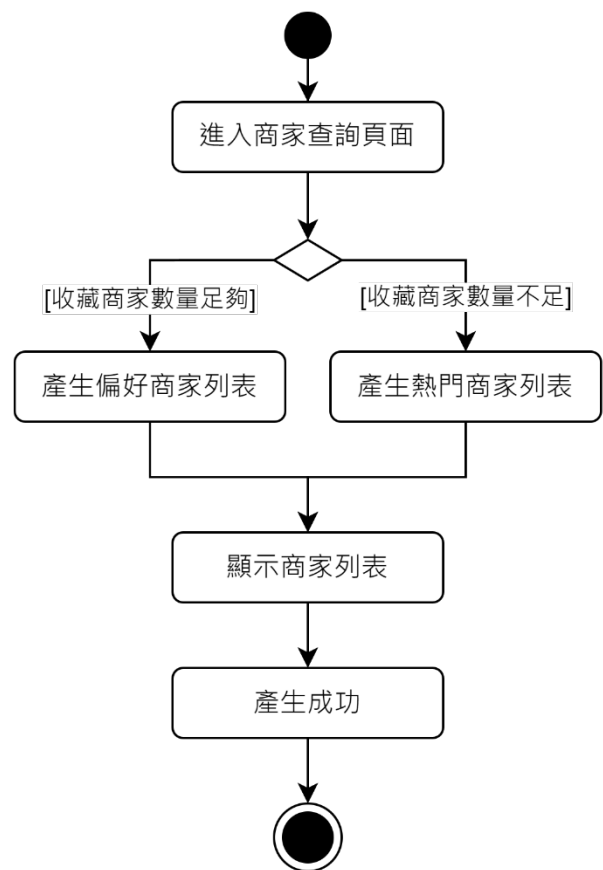 進入商家查詢頁面
[收藏商家數量足夠]
[收藏商家數量不足]
產生偏好商家列表
產生熱門商家列表
顯示商家列表
產生成功